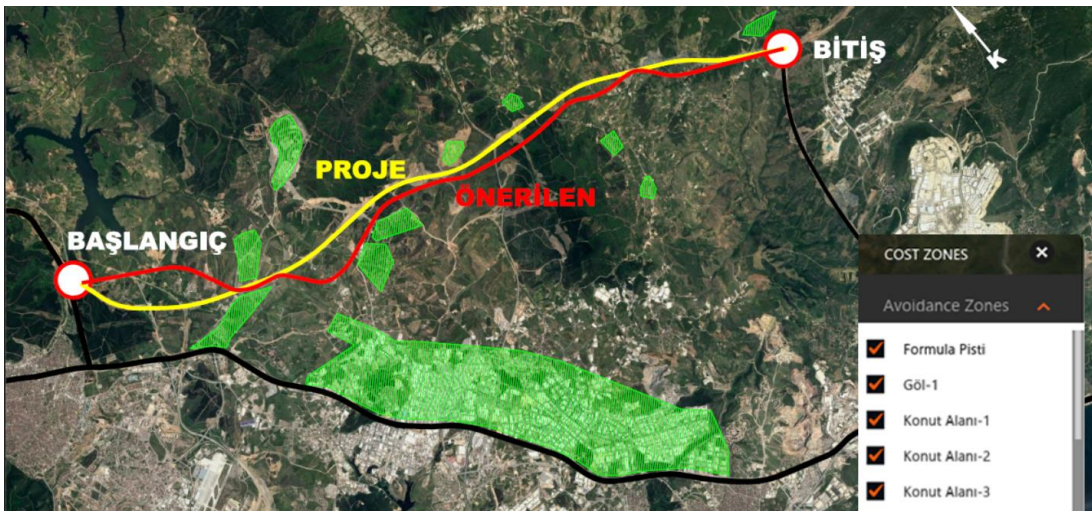 K
BİTİŞ
PROJE
ÖNERİLEN
BAŞLANGIÇ
COST ZONES
Avoidance Zones
Formula Pisti
Göl-1
Konut Alanı-1
Konut Alanı-2
Konut Alanı-3